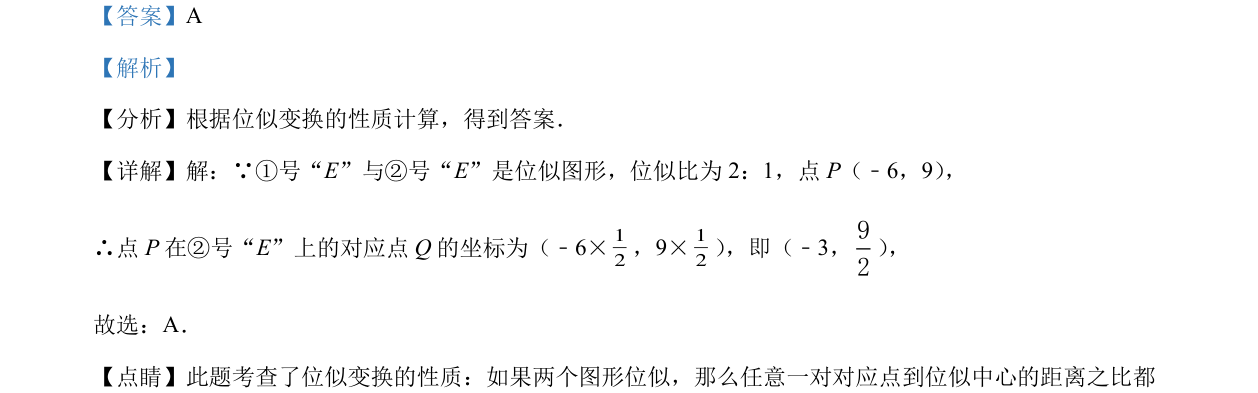 【答案】A
【解析】
【分析】根据位似变换的性质计算，得到答案．
【详解】解：∵①号“E”与②号“E”是位似图形，位似比为 2：1，点 P（﹣6，9），
∴点 P 在②号“E”上的对应点 Q 的坐标为（﹣6×1/2，9×1/2），即（﹣3，9/2），
故选：A．
【点睛】此题考查了位似变换的性质：如果两个图形位似，那么任意一对对应点到位似中心的距离之比都